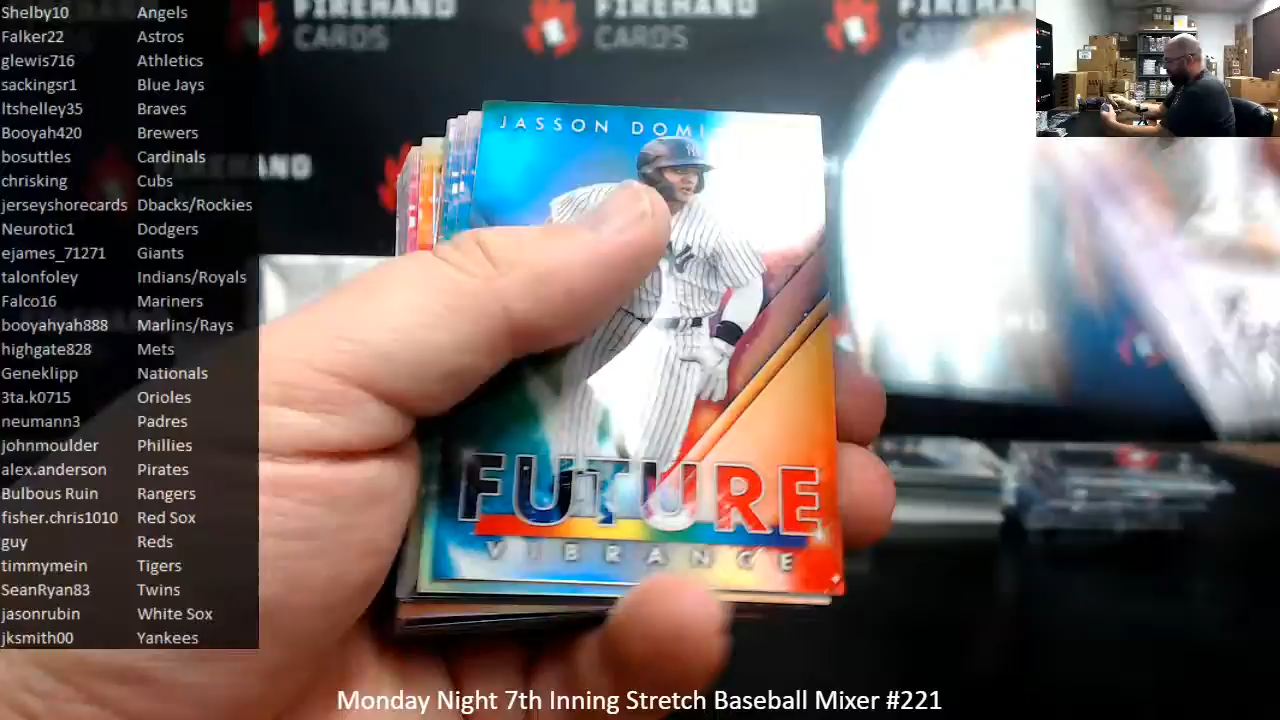 Shelby10 Angels
Falker22 Astros
glewis716 Athletics
sackingsr1 Blue Jays
Itshelley35 Braves
Booyah420 Brewers
bosuttles Cardinals
chrisking Cubs
jerseyshorecards Dbacks/Rockies
Neurotic1 Dodgers
ejames_71271 Giants
talonfoley Indians/Royals
Falco16 Mariners
booyahyah888 Marlins/Rays
highgate828 Mets
Geneklipp Nationals
3ta.k0715 Orioles
neumann3 Padres
johnmoulder Phillies
alex.anderson Pirates
Bulbous Ruin Rangers
fisher.chris1010 Red Sox
guy Reds
timmymein Tigers
SeanRyan83 Twins
jasonrubin White Sox
jksmith00 Yankees
FIREHAND
CARDS
FIREHAND
CARDS
CARDS
JASSON DOMI
FUTURE
VIBRANCE
Monday Night 7th Inning Stretch Baseball Mixer #221